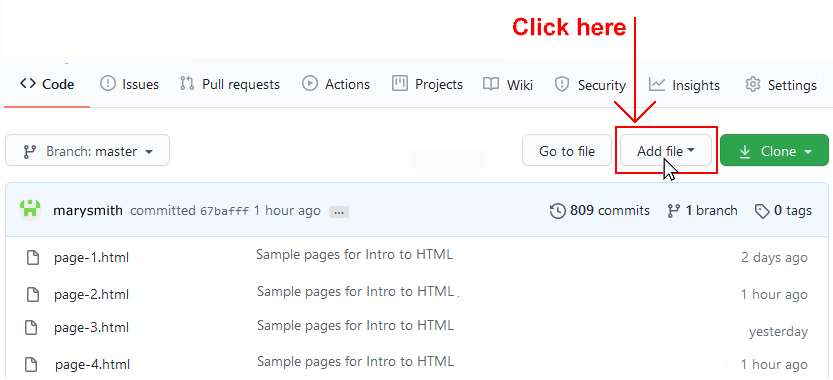 Click here
Code Issues Pull requests Actions Projects Wiki Security Insights Settings
Branch: master Go to file Add file Clone
marysmith committed 67bafff 1 hour ago ... 809 commits 1 branch 0 tags
page-1.html Sample pages for Intro to HTML 2 days ago
page-2.html Sample pages for Intro to HTML . 1 hour ago
page-3.html Sample pages for Intro to HTML yesterday
page-4.html Sample pages for Intro to HTML 1 hour ago